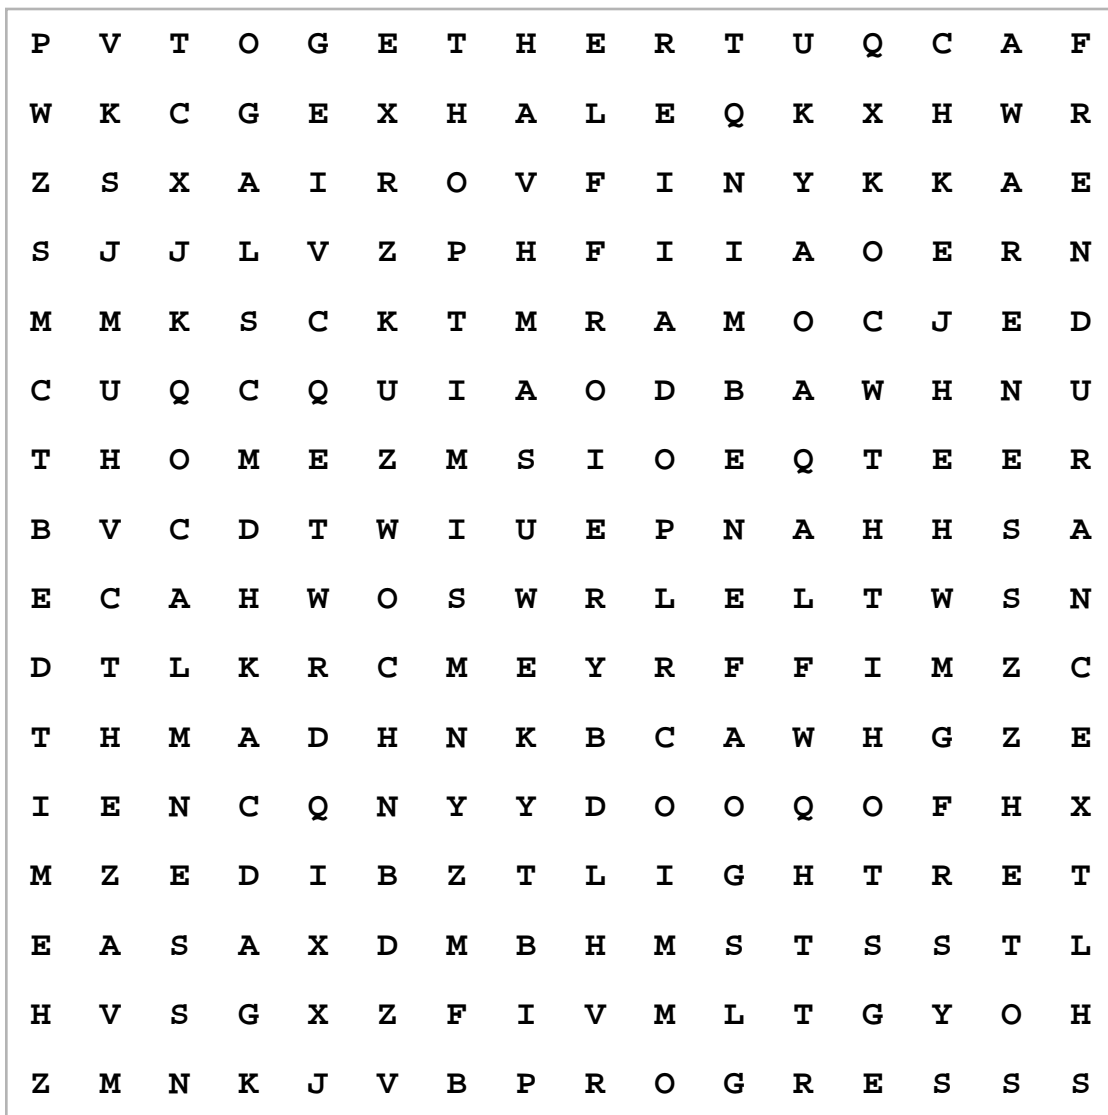 P V T O G E T H E R T U Q C A F
W K C G E X H A L E Q K X H W R
Z S X A I R O V F I N Y K K A E
S J J L V Z P H F I I A O E R N
M M K S C K T M R A M O C J E D
C U Q C Q U I A O D B A W H N U
T H O M E Z M S I O E Q T E E R
B V C D T W I U E P N A H H S A
E C A H W O S W R L E L T W S N
D T L K R C M E Y R F F I M Z C
T H M A D H N K B C A W H G Z E
I E N C Q N Y Y D O O Q O F H X
M Z E D I B Z T L I G H T R E T
E A S A X D M B H M S T S S T L
H V S G X Z F I V M L T G Y O H
Z M N K J V B P R O G R E S S S